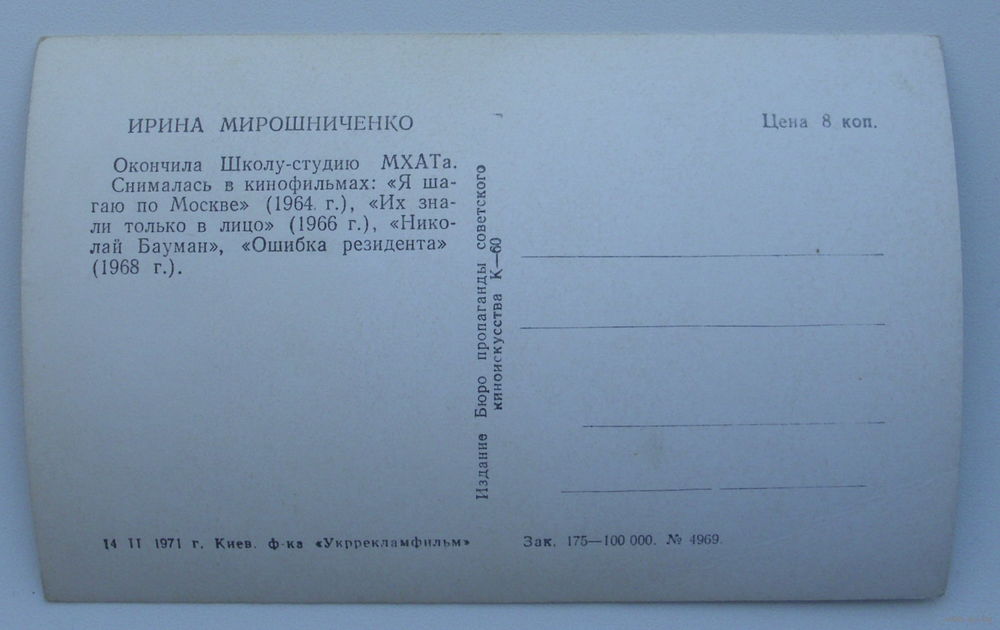 ИРИНА МИРОШНИЧЕНКО
Окончила Школу-студию МХАТа.
Снималась в кинофильмах: «Я ша-
гаю по Москве» (1964 г.), «Их зна-
ли только в лицо» (1966 г.), «Нико-
лай Бауман», «Ошибка резидента»
(1968 г.).
14 II 1971 г. Киев. ф-ка «Укррекламфильм»
Издание Бюро пропаганды советского
киноискусства К—60
Цена 8 коп.
Зак. 175—100 000. № 4969.